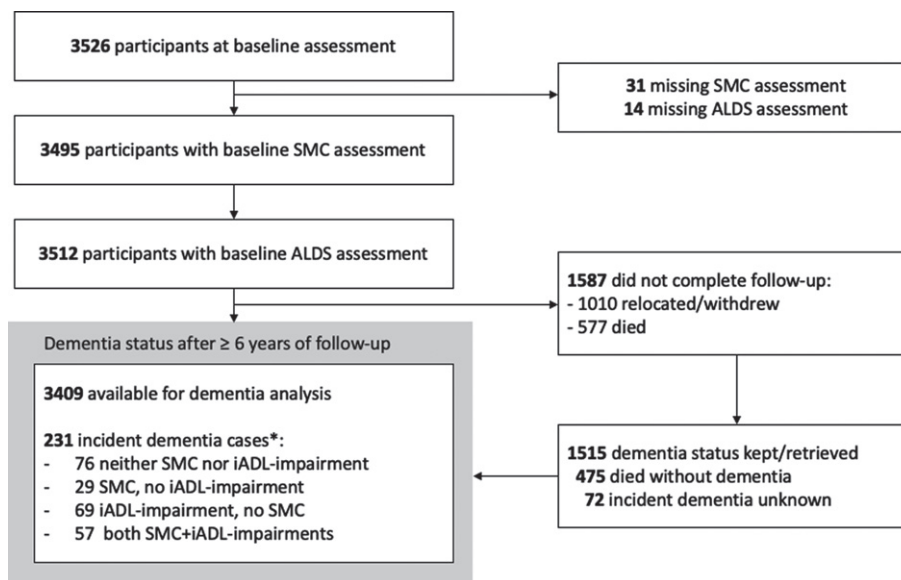 3526 participants at baseline assessment
31 missing SMC assessment
14 missing ALDS assessment
3495 participants with baseline SMC assessment
3512 participants with baseline ALDS assessment
1587 did not complete follow-up:
- 1010 relocated/withdrew
- 577 died
Dementia status after ≥ 6 years of follow-up
3409 available for dementia analysis
231 incident dementia cases*:
- 76 neither SMC nor iADL-impairment
- 29 SMC, no iADL-impairment
- 69 iADL-impairment, no SMC
- 57 both SMC+iADL-impairments
1515 dementia status kept/retrieved
475 died without dementia
72 incident dementia unknown